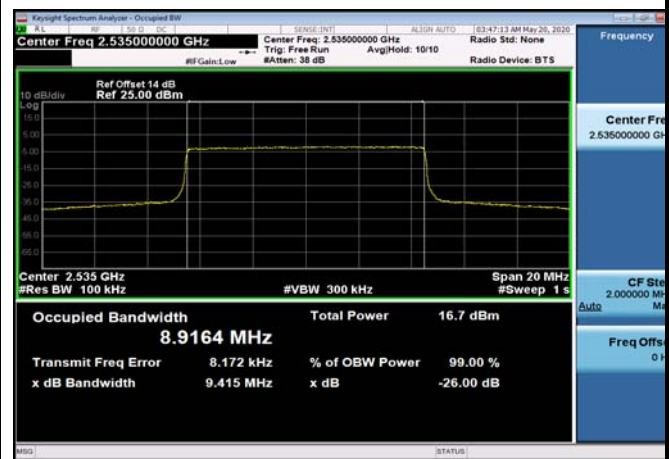 Keysight Spectrum Analyzer - Occupied BW
RL RF 50 Ω DC SENSE:INT ALIGN AUTO 03:47:13 AM May 20, 2020
Center Freq 2.535000000 GHz
Center Freq: 2.535000000 GHz
Radio Std: None
Trig: Free Run Avg|Hold: 10/10
#IFGain:Low #Atten: 38 dB Radio Device: BTS
Frequency
Ref Offset 14 dB
10 dB/div Ref 25.00 dBm
Log
15.0
5.00
-5.00
-15.0
-25.0
-35.0
-45.0
-55.0
-65.0
Center 2.535 GHz Span 20 MHz
#Res BW 100 kHz #VBW 300 kHz #Sweep 1 s
Occupied Bandwidth Total Power 16.7 dBm
8.9164 MHz
Transmit Freq Error 8.172 kHz % of OBW Power 99.00 %
x dB Bandwidth 9.415 MHz x dB -26.00 dB
Center Fre
2.535000000 GH
CF Ste
2.000000 MH
Auto Ma
Freq Offs
0 H
MSG STATUS